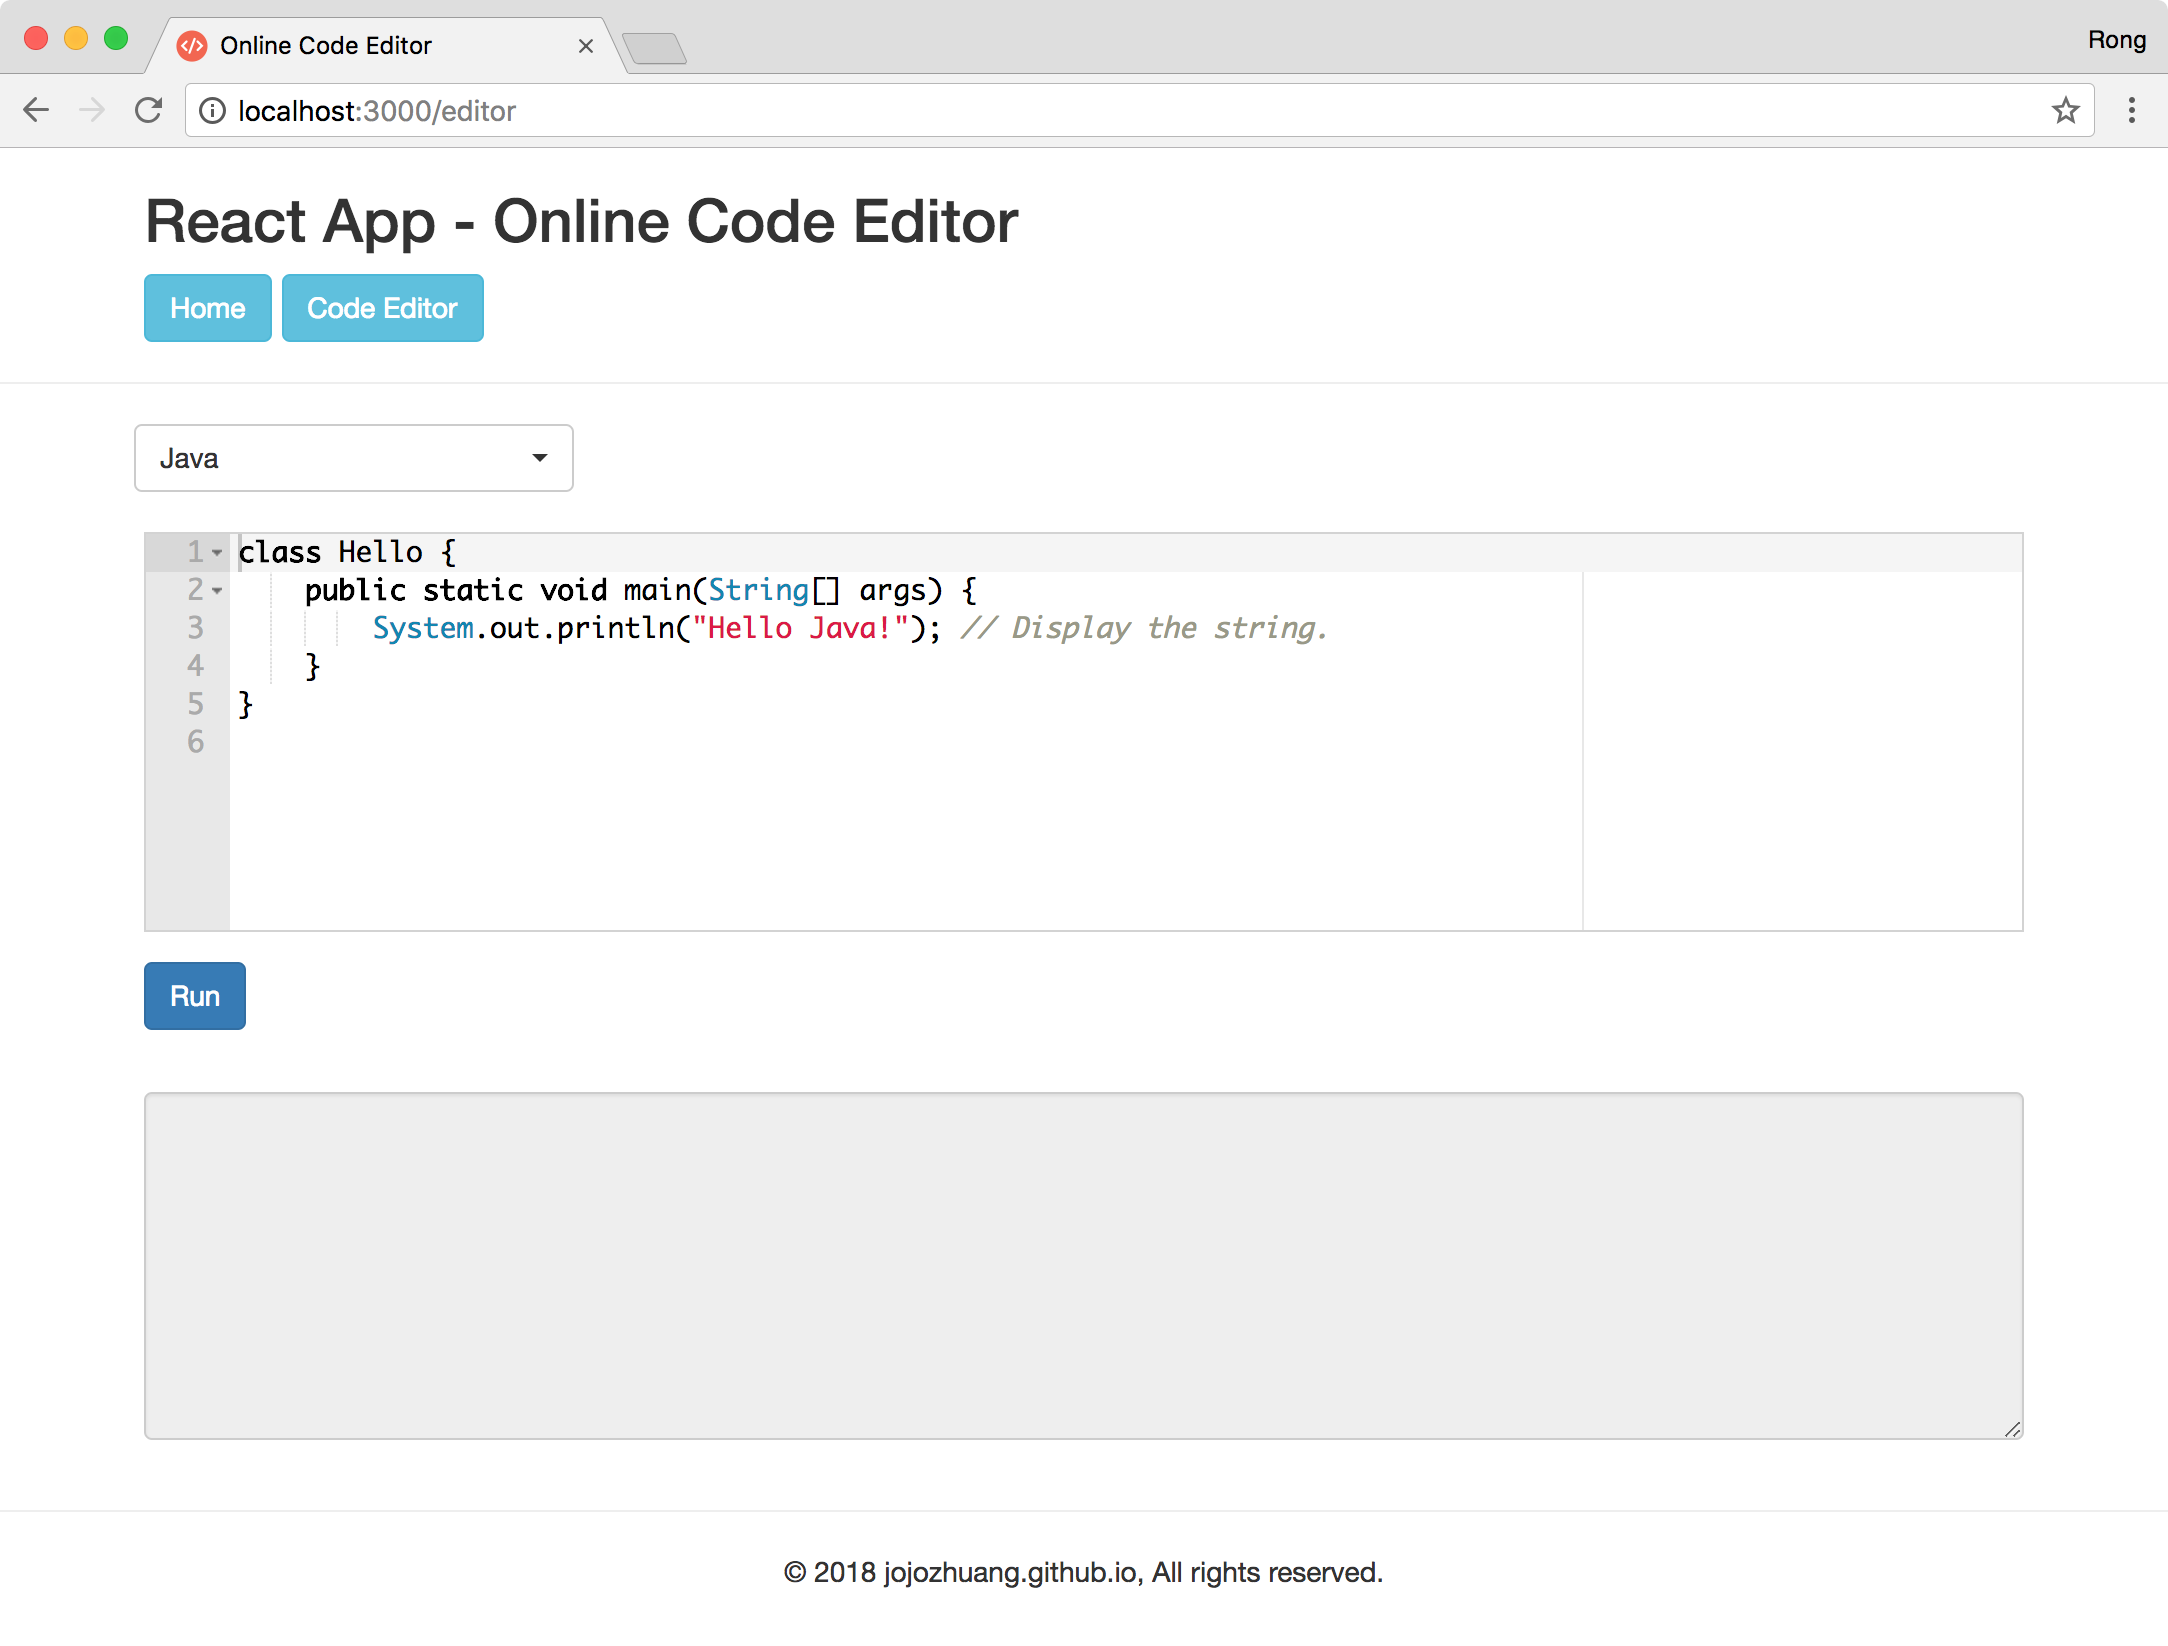 Online Code Editor
Rong
localhost:3000/editor
React App - Online Code Editor
Home
Code Editor
Java
1 class Hello {
2     public static void main(String[] args) {
3         System.out.println("Hello Java!"); // Display the string.
4     }
5 }
6
Run
© 2018 jojozhuang.github.io, All rights reserved.